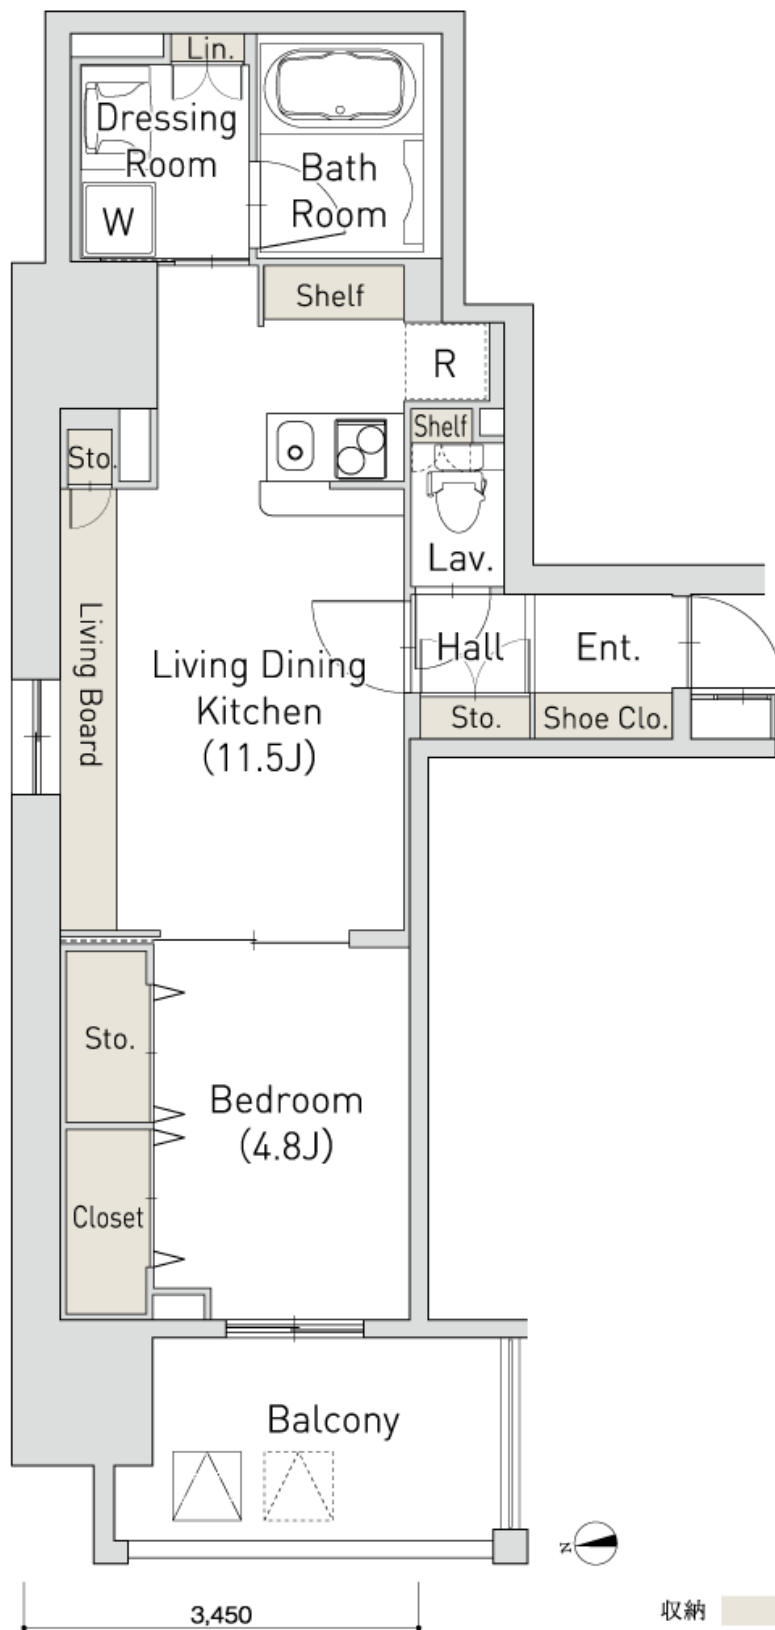 Lin.
Dressing
Room
Bath
Room
W
Shelf
R
Shelf
Sto.
Lav.
Living Board
Living Dining
Kitchen
(11.5J)
Hall
Ent.
Sto.
Shoe Clo.
Sto.
Bedroom
(4.8J)
Closet
Balcony
N
3,450
収納